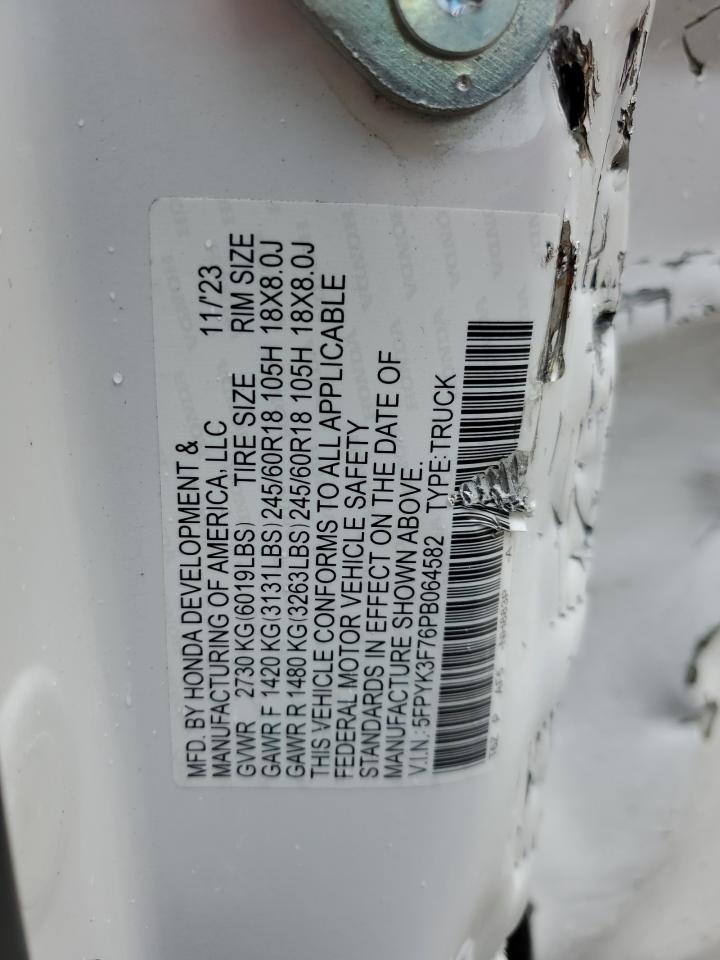 MFD. BY HONDA DEVELOPMENT &
MANUFACTURING OF AMERICA, LLC 11/'23
GVWR 2730 KG(6019LBS) TIRE SIZE RIM SIZE
GAWR F 1420 KG(3131LBS)245/60R18 105H 18X8.0J
GAWR R 1480 KG(3263LBS)245/60R18 105H 18X8.0J
THIS VEHICLE CONFORMS TO ALL APPLICABLE
FEDERAL MOTOR VEHICLE SAFETY
STANDARDS IN EFFECT ON THE DATE OF
MANUFACTURE SHOWN ABOVE.
V.I.N.: 5FPYK3F76PB064582 TYPE: TRUCK
T6Z P AF5 NH883P A